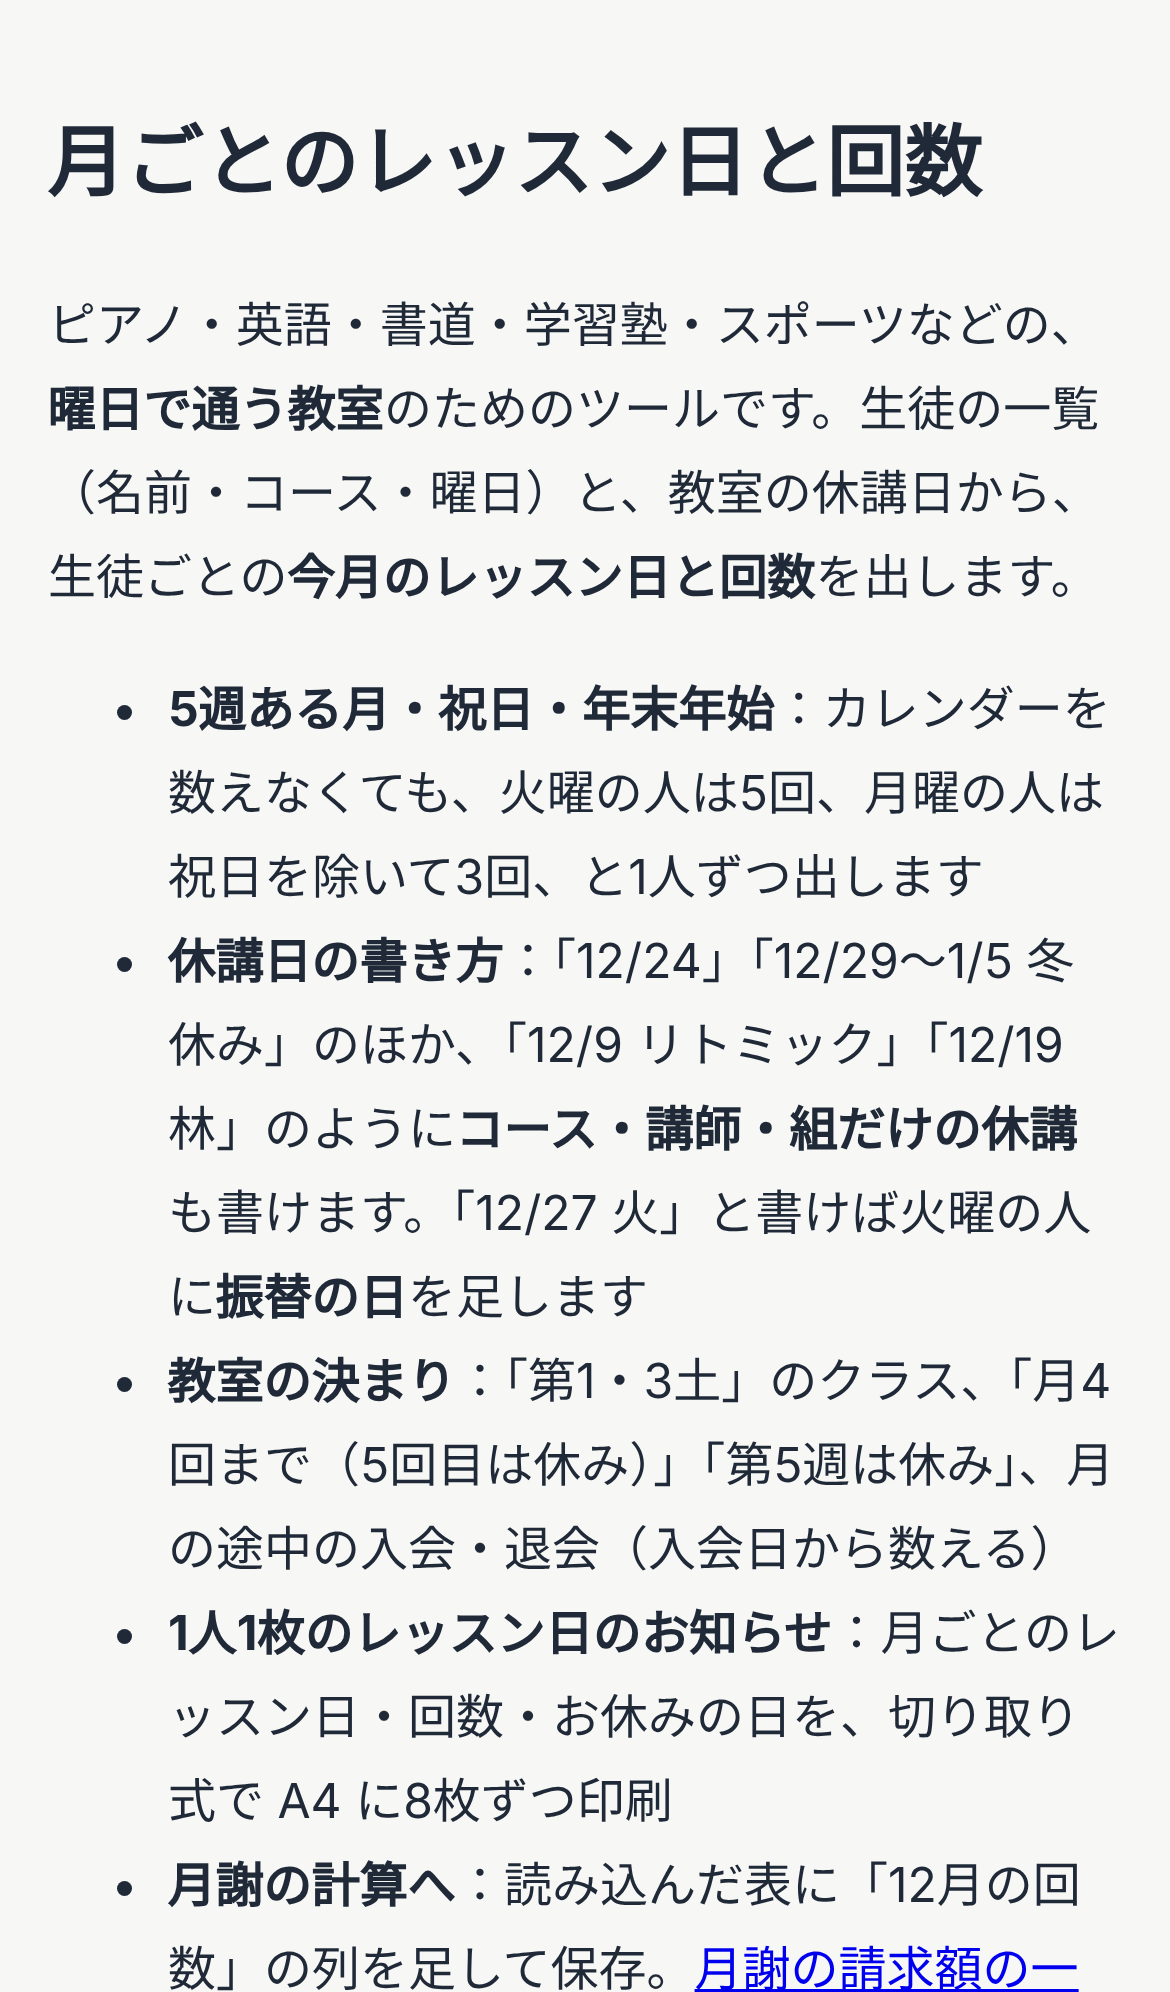 月ごとのレッスン日と回数
ピアノ・英語・書道・学習塾・スポーツなどの、
曜日で通う教室のためのツールです。生徒の一覧
（名前・コース・曜日）と、教室の休講日から、
生徒ごとの今月のレッスン日と回数を出します。
• 5週ある月・祝日・年末年始：カレンダーを
数えなくても、火曜の人は5回、月曜の人は
祝日を除いて3回、と1人ずつ出します
• 休講日の書き方：「12/24」「12/29〜1/5 冬
休み」のほか、「12/9 リトミック」「12/19
林」のようにコース・講師・組だけの休講
も書けます。「12/27 火」と書けば火曜の人
に振替の日を足します
• 教室の決まり：「第1・3土」のクラス、「月4
回まで（5回目は休み）」「第5週は休み」、月
の途中の入会・退会（入会日から数える）
• 1人1枚のレッスン日のお知らせ：月ごとのレ
ッスン日・回数・お休みの日を、切り取り
式で A4 に8枚ずつ印刷
• 月謝の計算へ：読み込んだ表に「12月の回
数」の列を足して保存。月謝の請求額の一